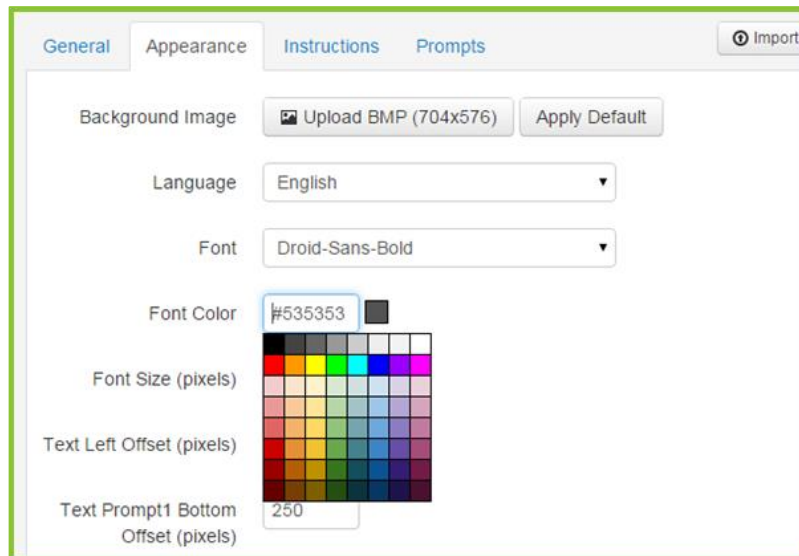 General Appearance Instructions Prompts Import
Background Image Upload BMP (704x576) Apply Default
Language English
Font Droid-Sans-Bold
Font Color #535353
Font Size (pixels)
Text Left Offset (pixels)
Text Prompt1 Bottom 250
Offset (pixels)